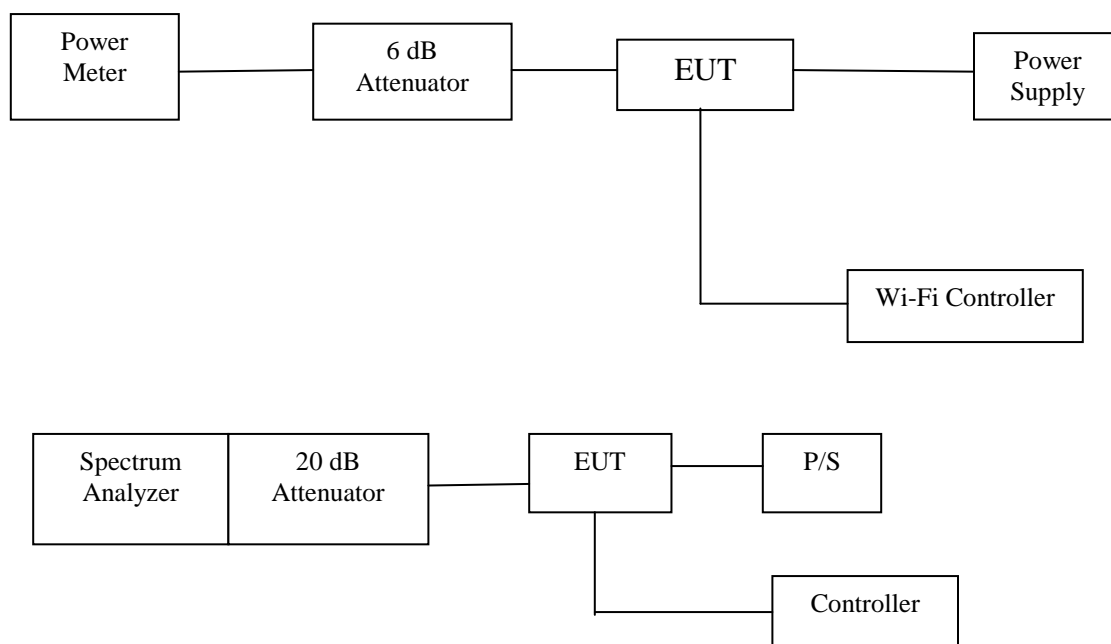 Power
Meter
6 dB
Attenuator
EUT
Power
Supply
Wi-Fi Controller
Spectrum
Analyzer
20 dB
Attenuator
EUT
P/S
Controller